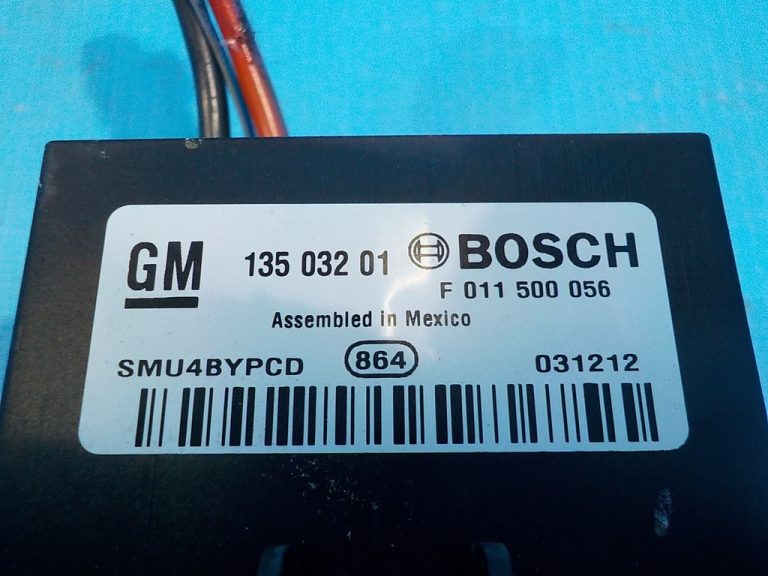 GM 135 032 01 BOSCH
F 011 500 056
Assembled in Mexico
SMU4BYPCD 864 031212